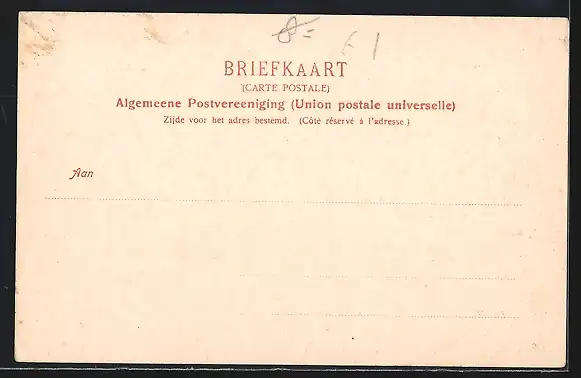 8=
BRIEFKAART
(CARTE POSTALE)
Algemeene Postvereeniging (Union postale universelle)
Zijde voor het adres bestemd. (Côté réservé à l'adresse.)
Aan